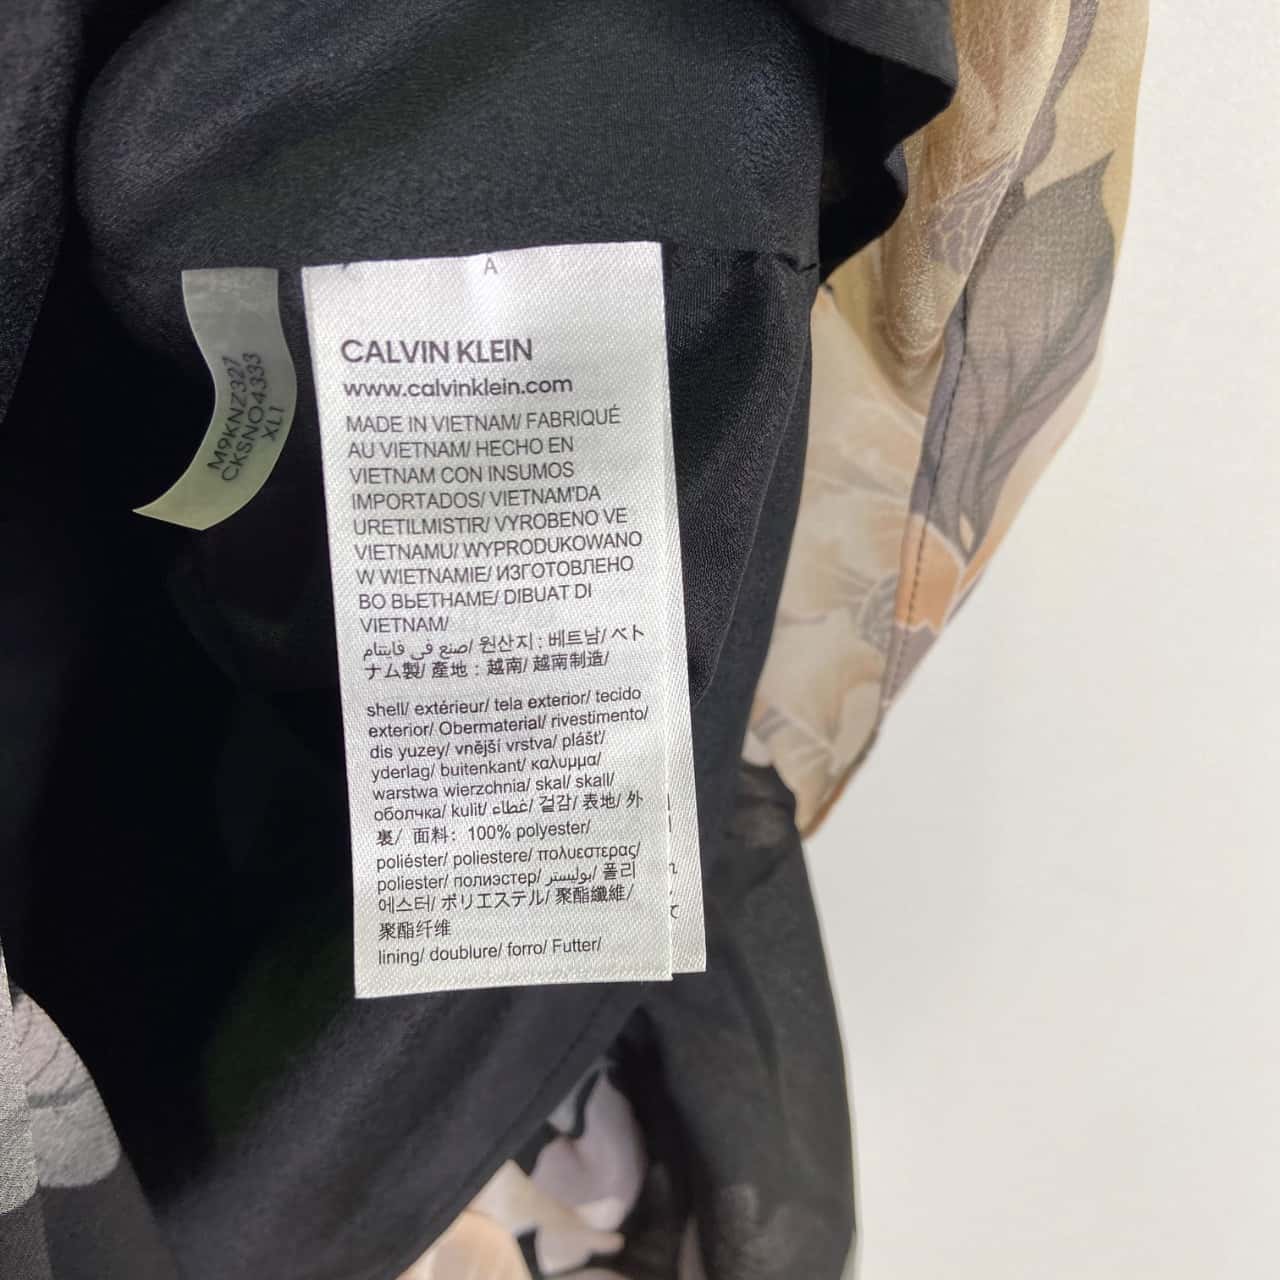 A
CALVIN KLEIN
www.calvinklein.com
MADE IN VIETNAM/ FABRIQUÉ
AU VIETNAM/ HECHO EN
VIETNAM CON INSUMOS
IMPORTADOS/ VIETNAM'DA
URETILMISTIR/ VYROBENO VE
VIETNAMU/ WYPRODUKOWANO
W WIETNAMIE/ ИЗГОТОВЛЕНО
ВО ВЬЕТНАМЕ/ DIBUAT DI
VIETNAM/
صنع في فايتنام/ 원산지 : 베트남/ ベト
ナム製/ 產地 : 越南/ 越南制造/
shell/ extérieur/ tela exterior/ tecido
exterior/ Obermaterial/ rivestimento/
dis yuzey/ vnější vrstva/ plášť/
yderlag/ buitenkant/ καλυμμα/
warstwa wierzchnia/ skal/ skall/
оболчка/ kulit/ غطاء/ 겉감/ 表地/ 外
裏/ 面料: 100% polyester/
poliéster/ poliestere/ πολυεστερας/
poliester/ полиэстер/ بوليستر/ 폴리
에스터/ ポリエステル/ 聚酯纖維/
聚酯纤维
lining/ doublure/ forro/ Futter/
M9KNZ327
CKSNO4333
XL1